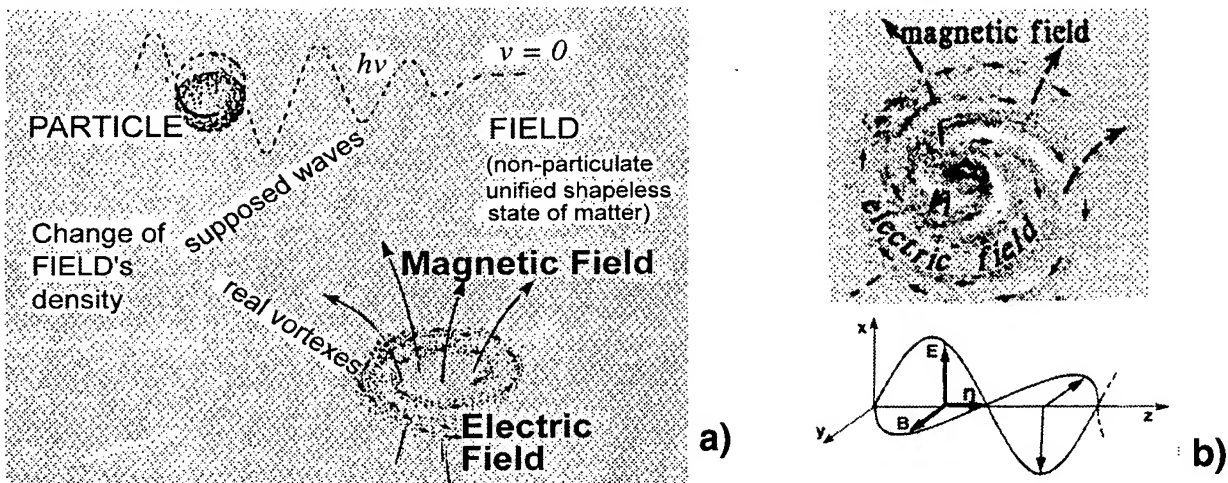 hν
ν = 0
PARTICLE
FIELD
(non-particulate
unified shapeless
state of matter)
supposed waves
Change of
FIELD's
density
Magnetic Field
real vortexes
Electric
Field
a)
magnetic field
η
electric field
x
E
η
B
y
z
b)